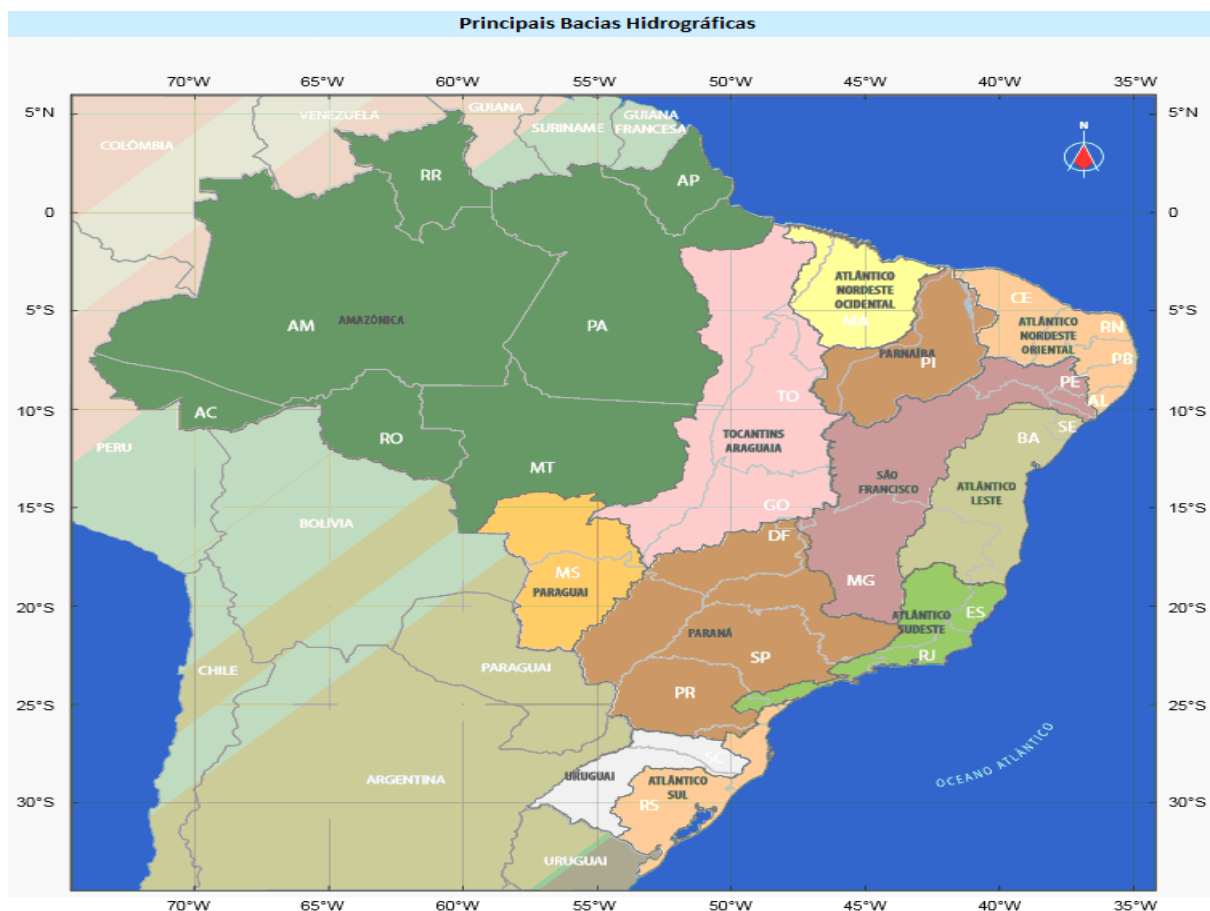 Principais Bacias Hidrográficas
70°W 65°W 60°W 55°W 50°W 45°W 40°W 35°W
5°N 5°N
VENEZUELA
GUIANA
SURINAME
GUIANA
FRANCESA
COLÔMBIA
N
RR
AP
0 0
ATLÂNTICO
NORDESTE
OCIDENTAL
MA
CE
5°S 5°S
AM
AMAZÔNICA
PA
ATLÂNTICO
NORDESTE
ORIENTAL
RN
PB
PARNAÍBA
PI
PE
AL
SE
10°S 10°S
AC
RO
TO
TOCANTINS
ARAGUAIA
BA
PERU
MT
SÃO
FRANCISCO
ATLÂNTICO
LESTE
15°S 15°S
BOLIVIA
GO
DF
MS
PARAGUAI
MG
20°S 20°S
ES
ATLÂNTICO
SUDESTE
PARANÁ
SP
RJ
CHILE
PARAGUAI
PR
25°S 25°S
SC
ARGENTINA
URUGUAI
ATLÂNTICO
SUL
RS
OCEANO ATLÂNTICO
30°S 30°S
URUGUAI
70°W 65°W 60°W 55°W 50°W 45°W 40°W 35°W